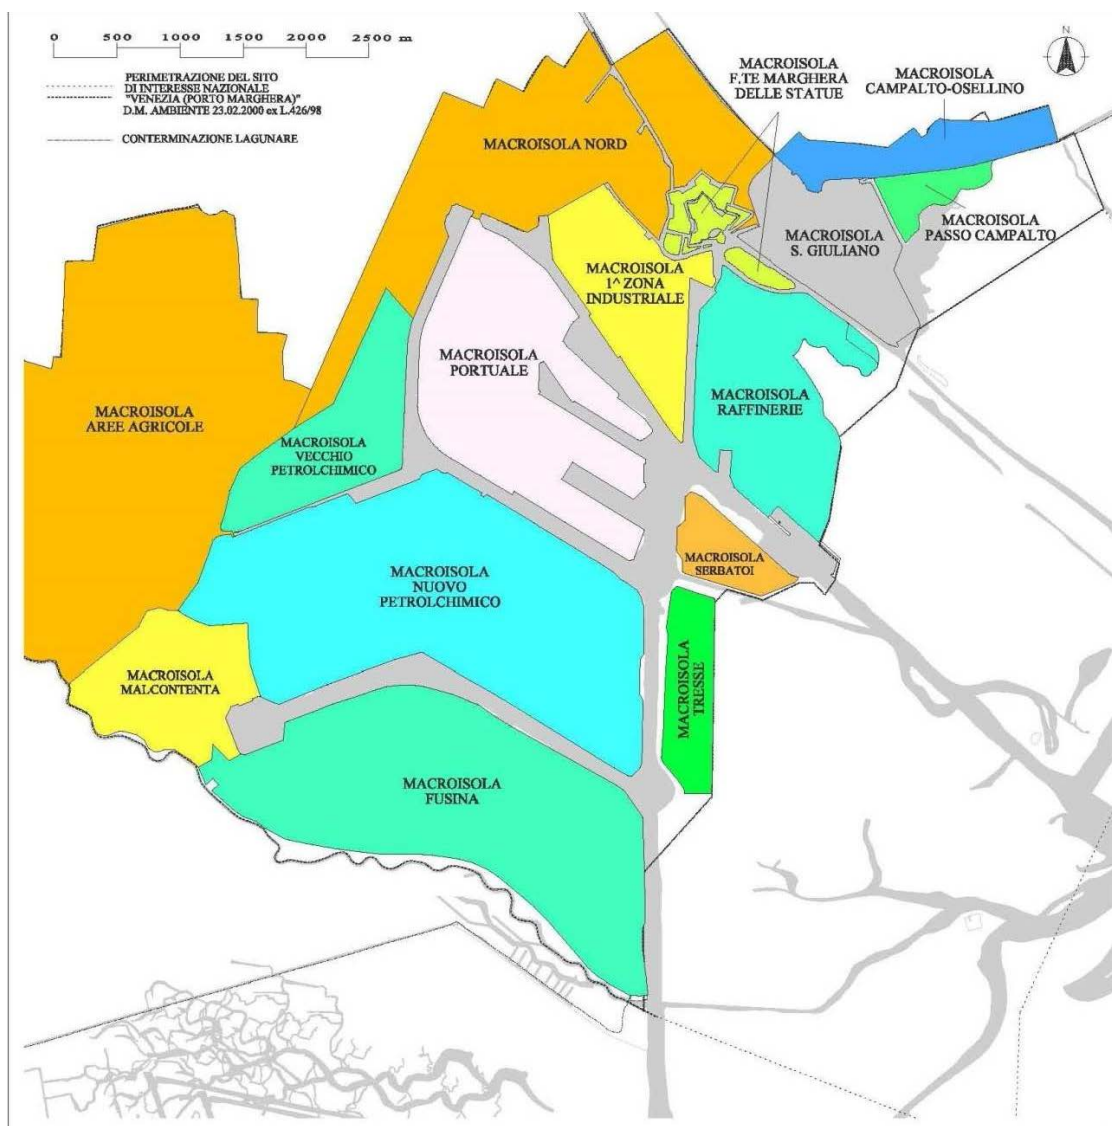 0 500 1000 1500 2500 m
PERIMETRAZIONE DEL SITO
DI INTERESSE NAZIONALE
"VENEZIA (PORTO MARGHERA)"
D.M. AMBIENTE 23.02.2000 ex L.426/98
CONTERMINAZIONE LAGUNARE
N
MACROISOLA
F.TE MARGHERA
DELLE STATUE
MACROISOLA
CAMPALTO-OSELLINO
MACROISOLA NORD
MACROISOLA
PASSO CAMPALTO
MACROISOLA
S. GIULIANO
MACROISOLA
1^ ZONA
INDUSTRIALE
MACROISOLA
PORTUALE
MACROISOLA
RAFFINERIE
MACROISOLA
AREE AGRICOLE
MACROISOLA
VECCHIO
PETROLCHIMICO
MACROISOLA
SERBATOI
MACROISOLA
NUOVO
PETROLCHIMICO
MACROISOLA
MALCONTENTA
MACROISOLA
TRESSE
MACROISOLA
FUSINA